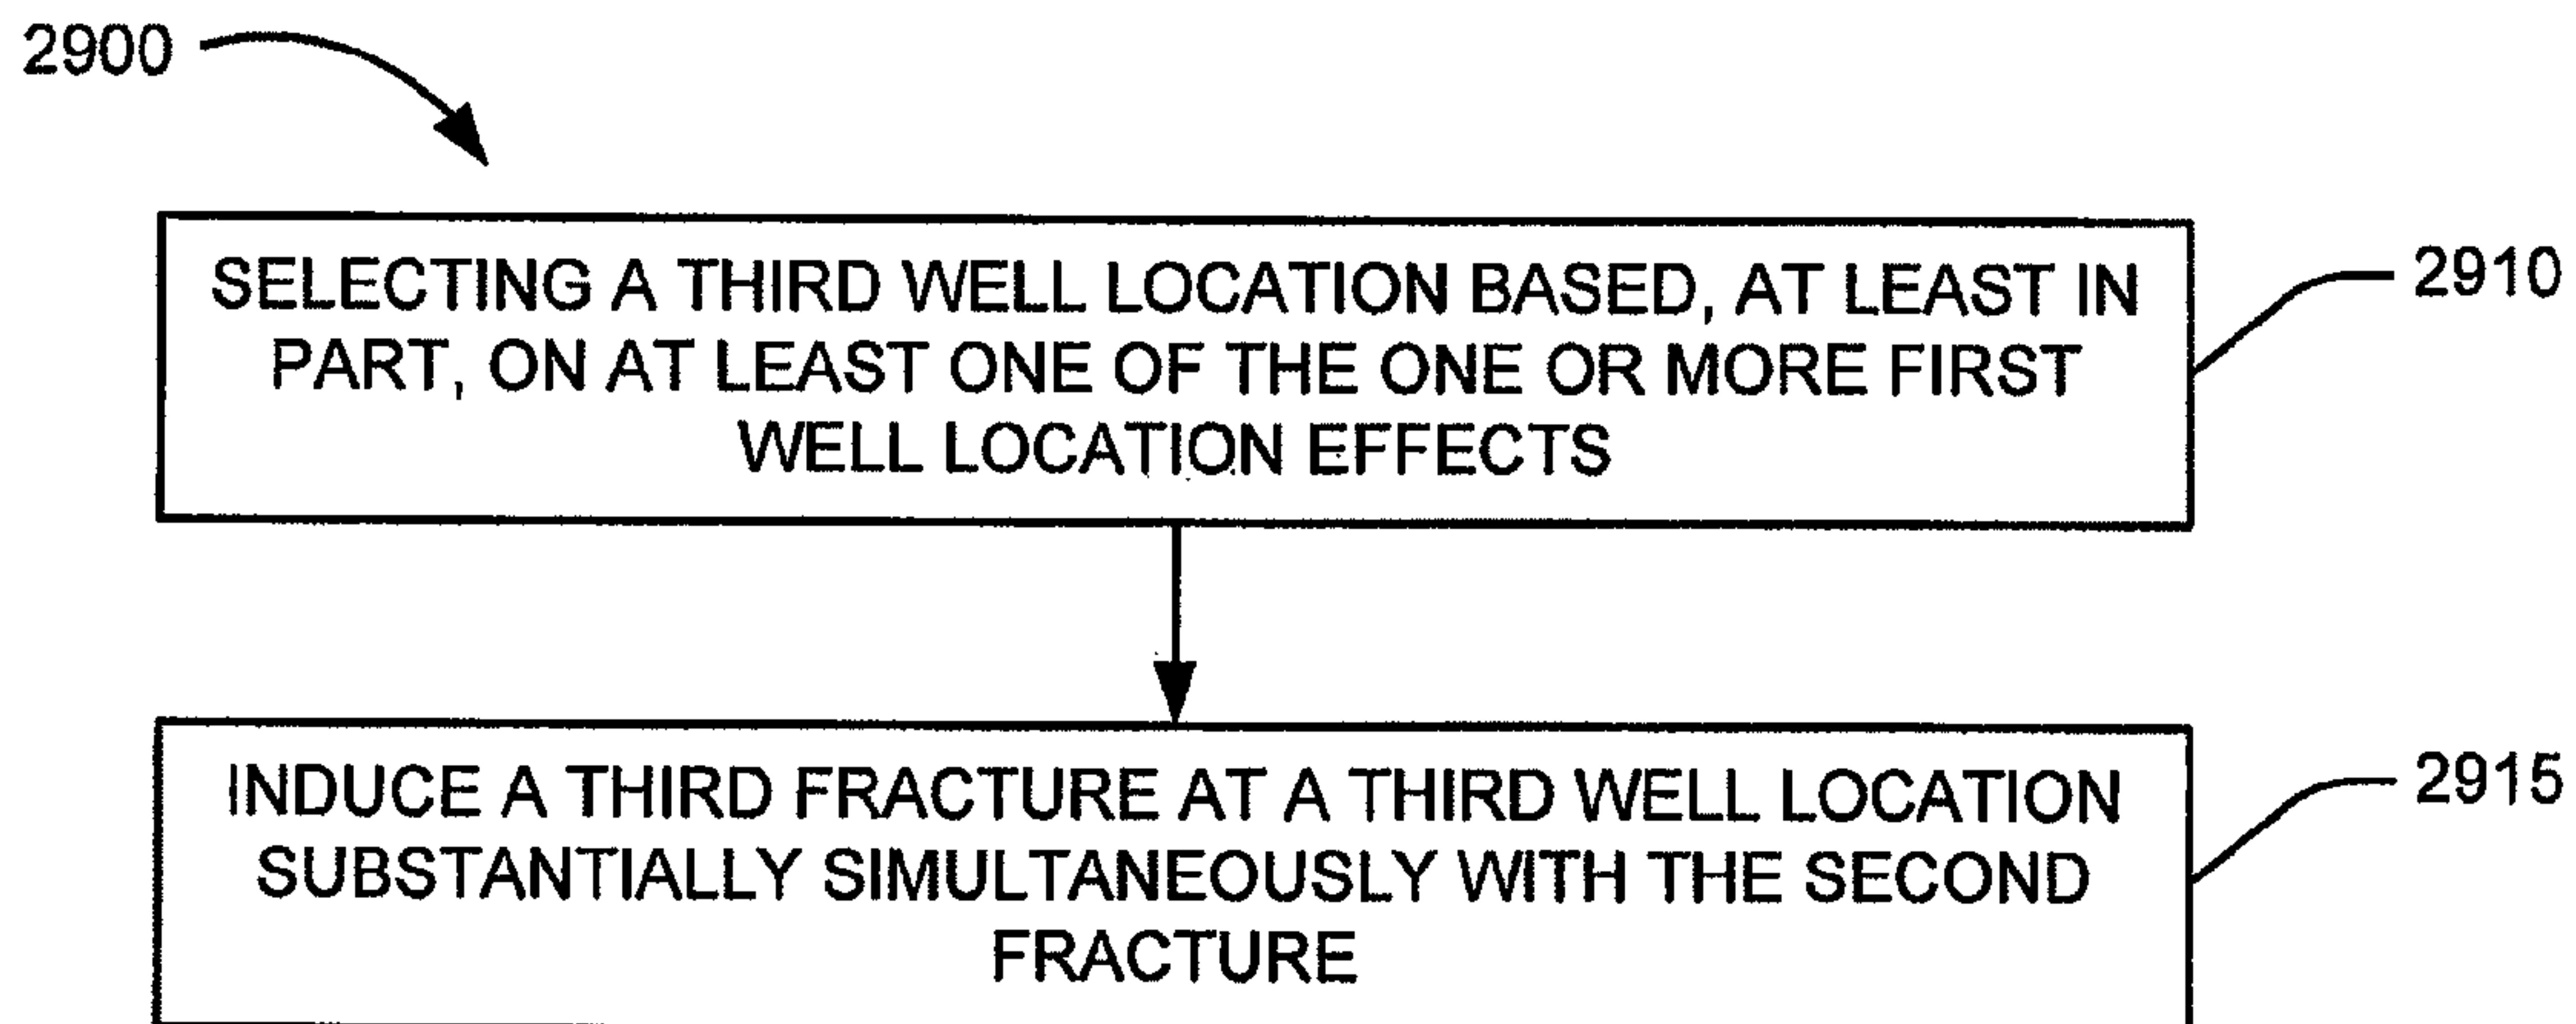 2900
SELECTING A THIRD WELL LOCATION BASED, AT LEAST IN
PART, ON AT LEAST ONE OF THE ONE OR MORE FIRST
WELL LOCATION EFFECTS
2910
INDUCE A THIRD FRACTURE AT A THIRD WELL LOCATION
SUBSTANTIALLY SIMULTANEOUSLY WITH THE SECOND
FRACTURE
2915